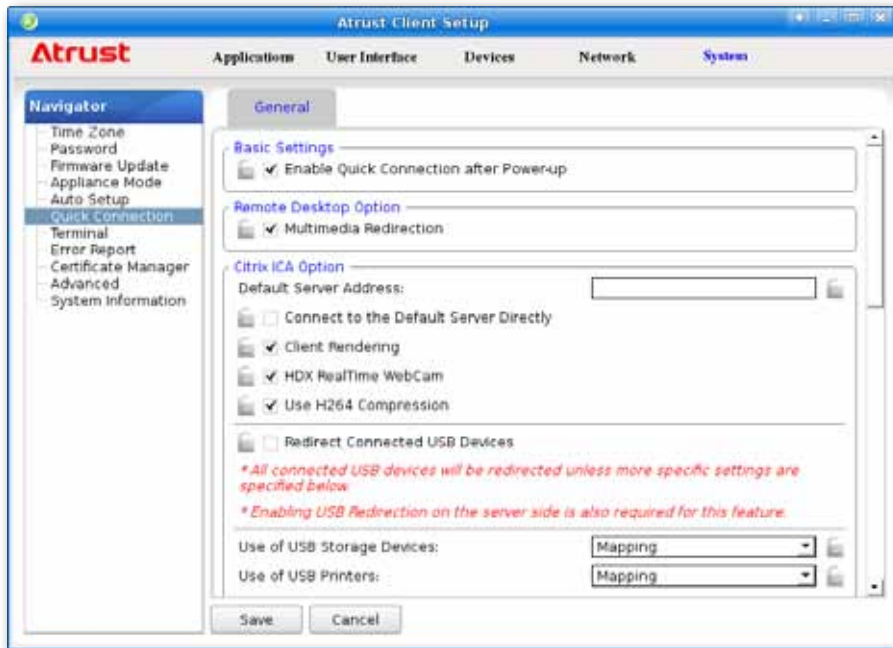 Atrust Client Setup
Atrust
Applications User Interface Devices Network System
Navigator
Time Zone
Password
Firmware Update
Appliance Mode
Auto Setup
Quick Connection
Terminal
Error Report
Certificate Manager
Advanced
System Information
General
Basic Settings
Enable Quick Connection after Power-up
Remote Desktop Option
Multimedia Redirection
Citrix ICA Option
Default Server Address:
Connect to the Default Server Directly
Client Rendering
HDX RealTime WebCam
Use H264 Compression
Redirect Connected USB Devices
* All connected USB devices will be redirected unless more specific settings are
specified below.
* Enabling USB Redirection on the server side is also required for this feature.
Use of USB Storage Devices: Mapping
Use of USB Printers: Mapping
Save Cancel